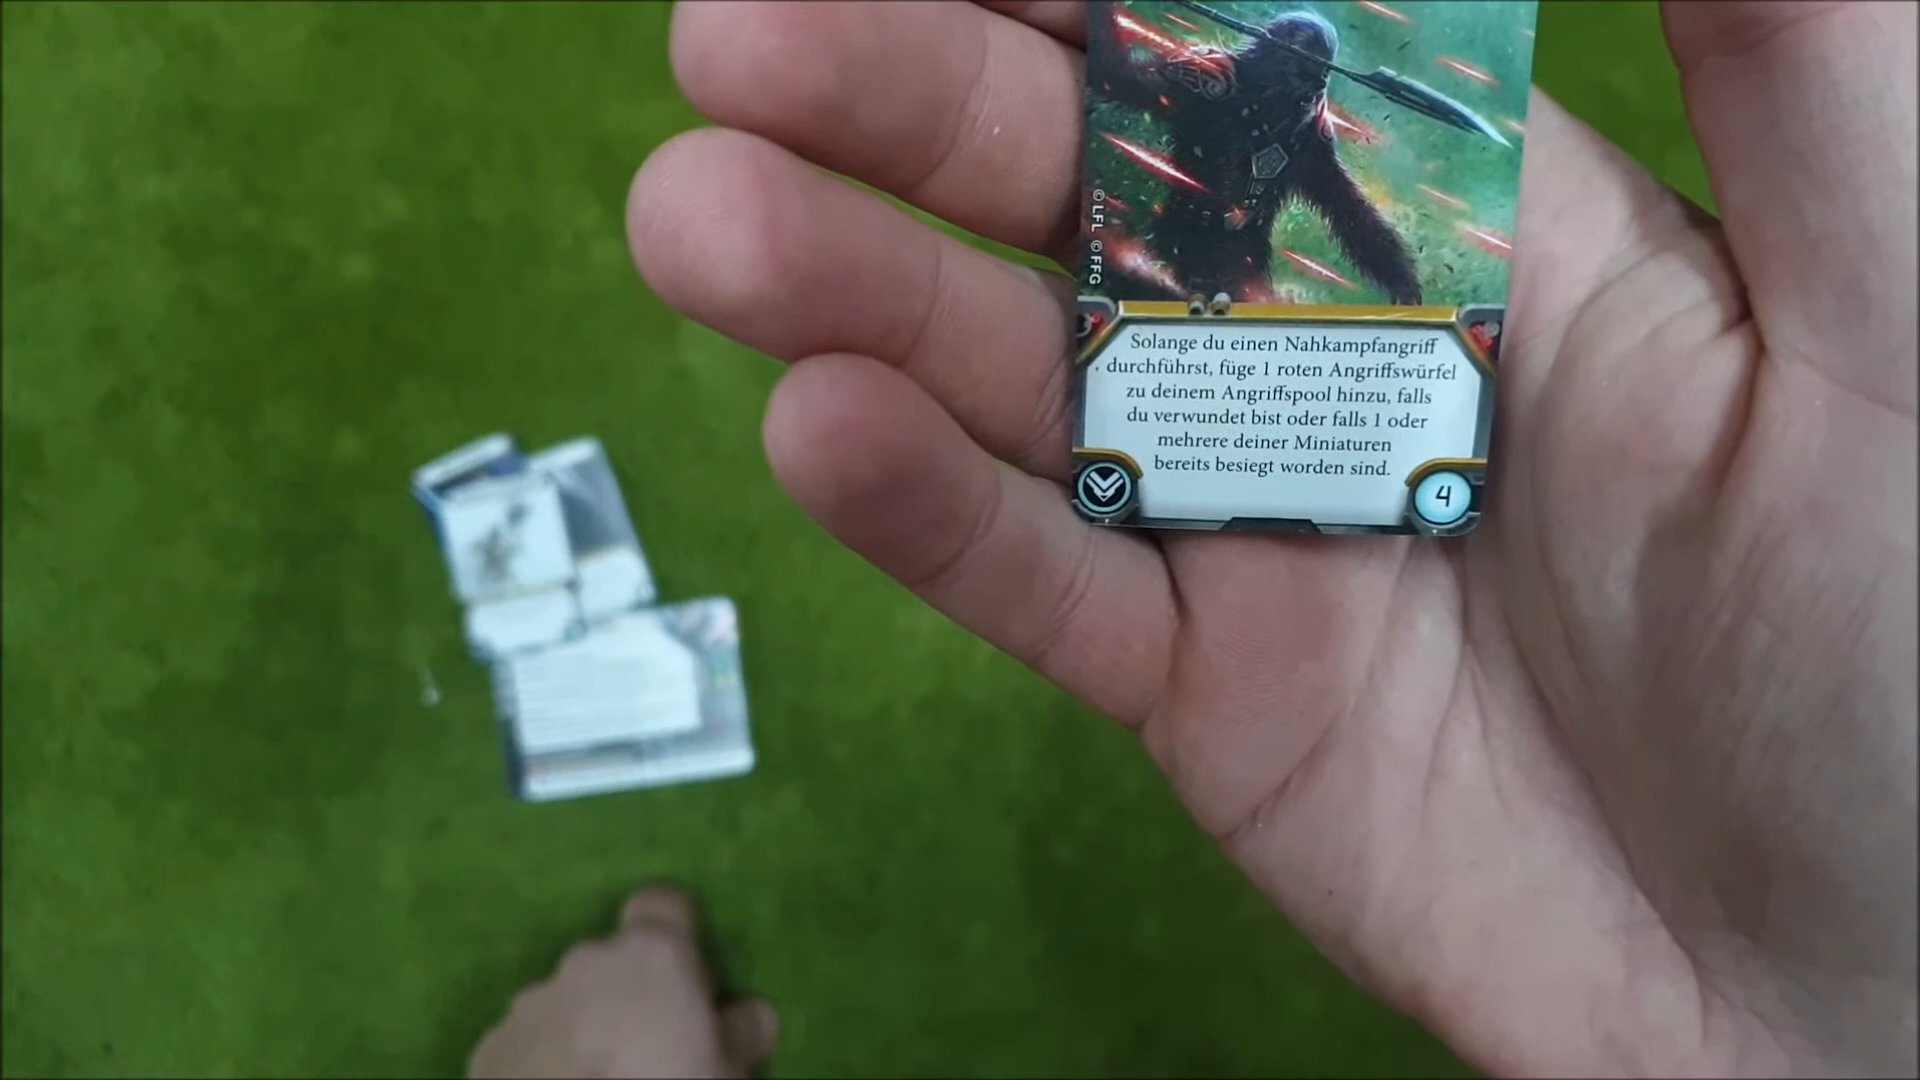 ©LFL ©FFG
Solange du einen Nahkampfangriff
durchführst, füge 1 roten Angriffswürfel
zu deinem Angriffspool hinzu, falls
du verwundet bist oder falls 1 oder
mehrere deiner Miniaturen
bereits besiegt worden sind.
4